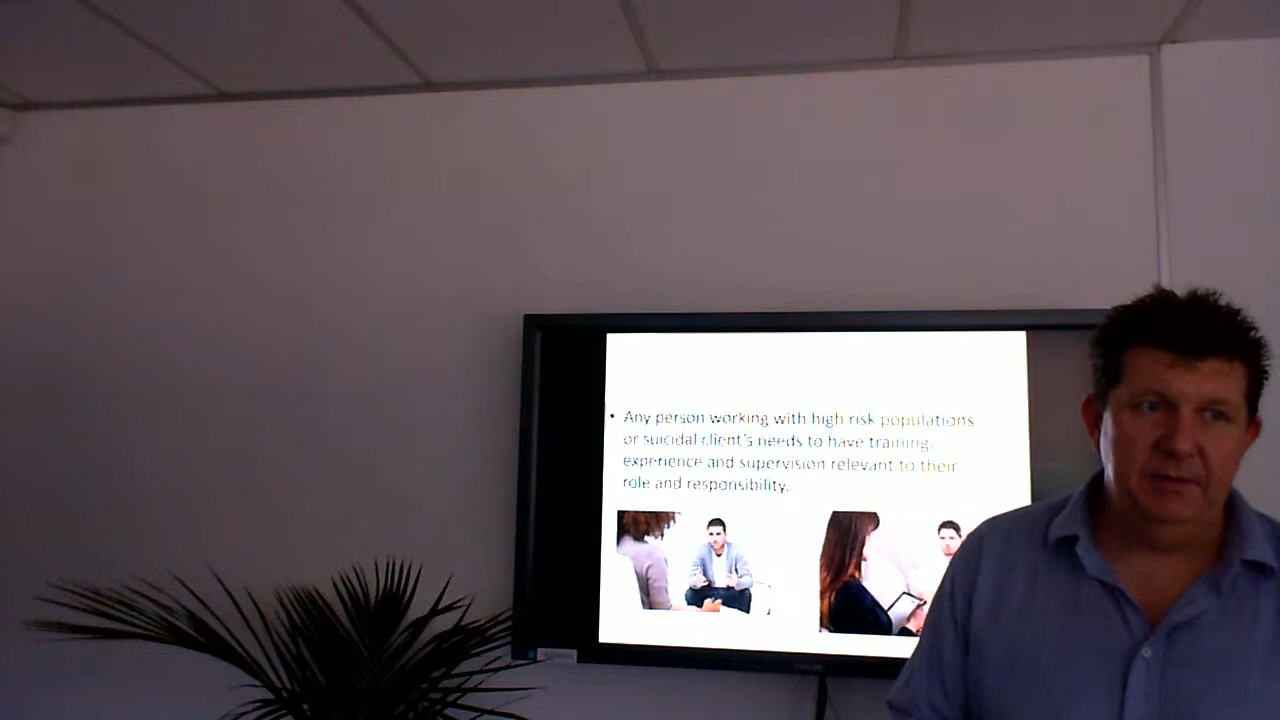 • Any person working with high risk populations
or suicidal client's needs to have training,
experience and supervision relevant to their
role and responsibility.